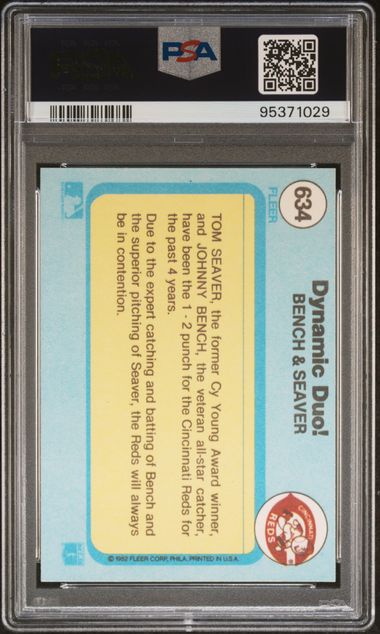 PSA
95371029
634
FLEER
Dynamic Duo!
BENCH & SEAVER
CINCINNATI
REDS
TOM SEAVER, the former Cy Young Award winner,
and JOHNNY BENCH, the veteran all-star catcher,
have been the 1 - 2 punch for the Cincinnati Reds for
the past 4 years.
Due to the expert catching and batting of Bench and
the superior pitching of Seaver, the Reds will always
be in contention.
© 1982 FLEER CORP., PHILA. PRINTED IN U.S.A.